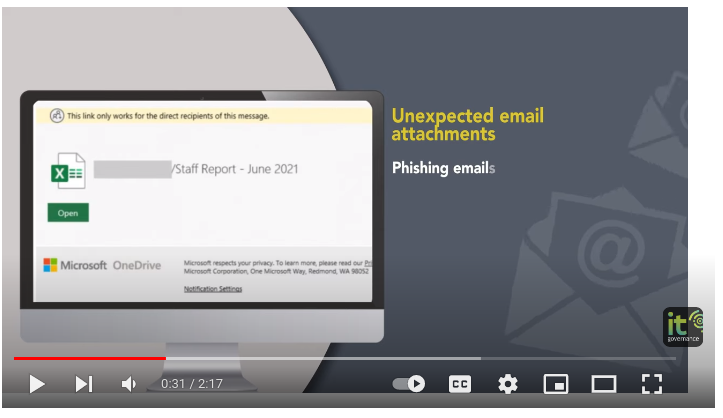 This link only works for the direct recipients of this message.
/Staff Report - June 2021
Open
Microsoft OneDrive
Microsoft respects your privacy. To learn more, please read our Pri
Microsoft Corporation, One Microsoft Way, Redmond, WA 98052
Notification Settings
Unexpected email
attachments
Phishing emails
it
governance
0:31 / 2:17
CC